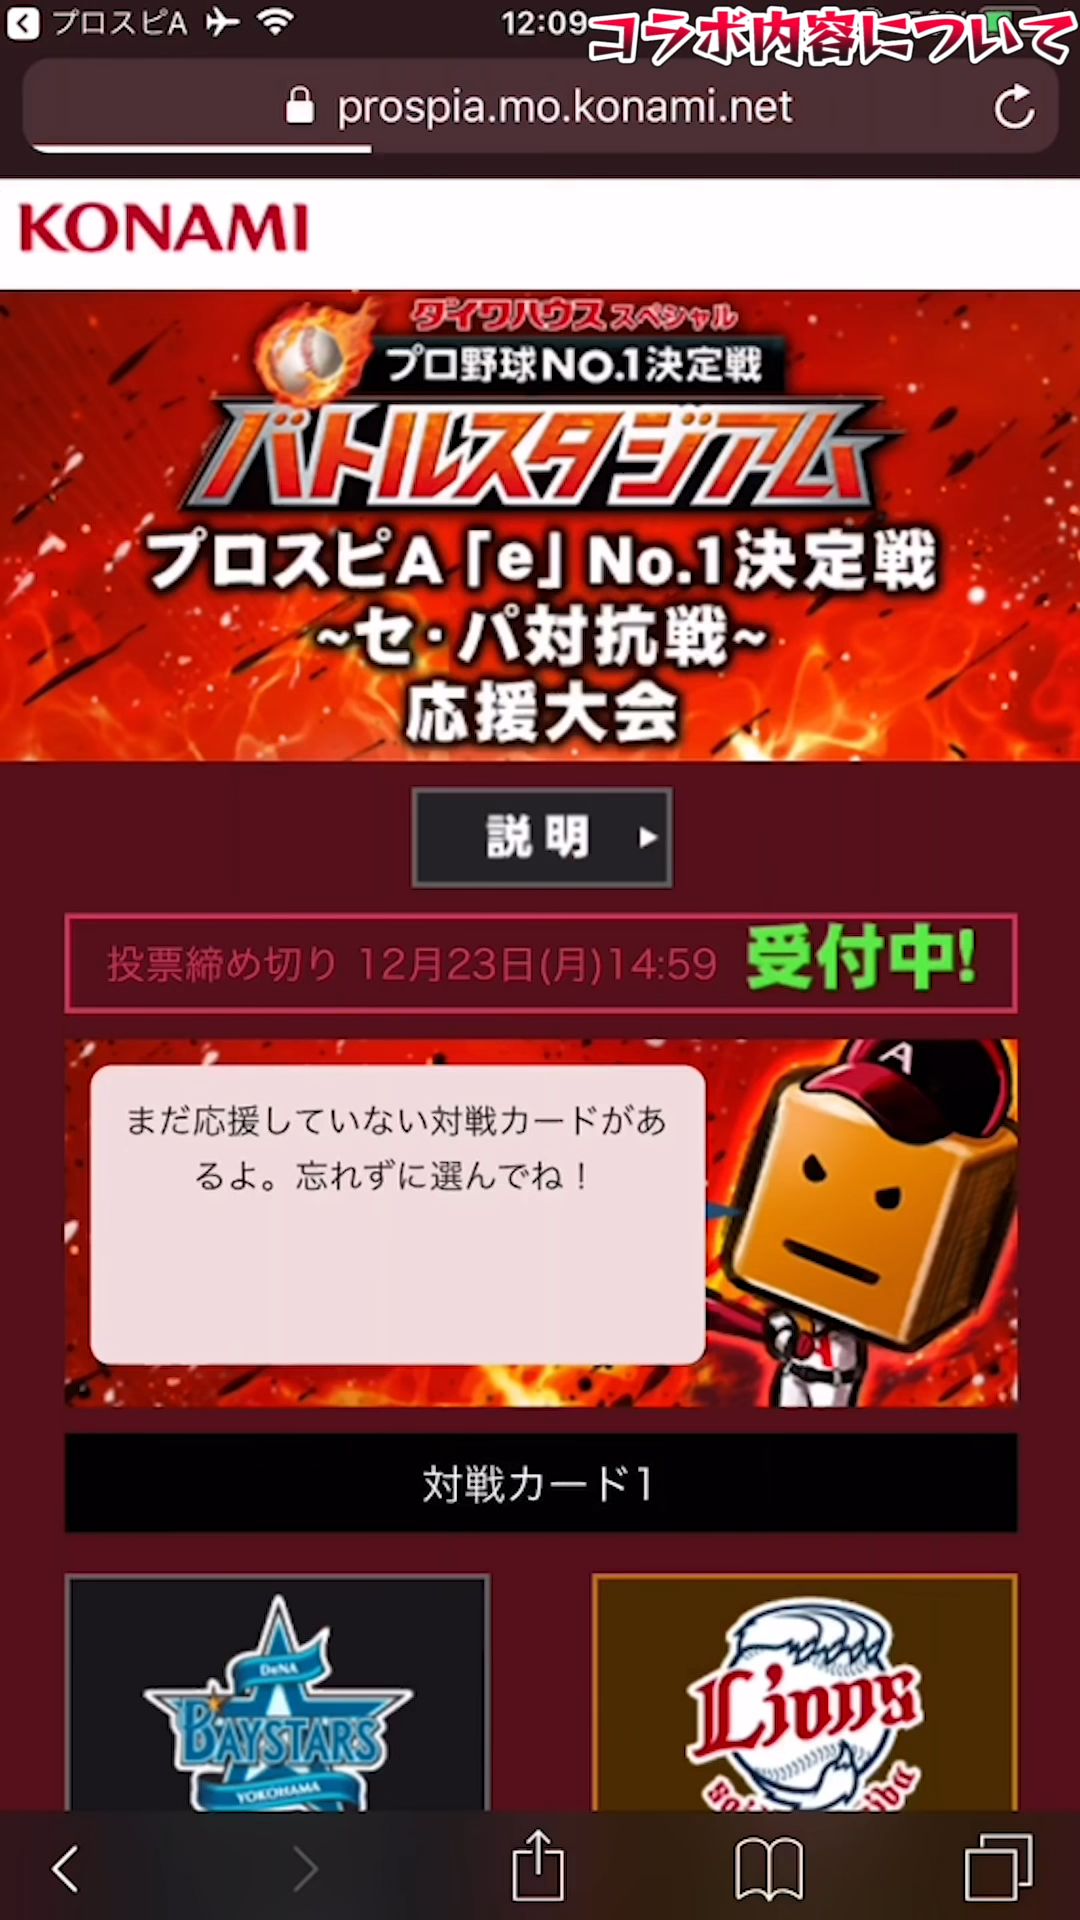 プロスピA
12:09
コラボ内容について
prospia.mo.konami.net
KONAMI
ダイワハウス スペシャル
プロ野球NO.1決定戦
バトルスタジアム
プロスピA「e」No.1決定戦
~セ・パ対抗戦~
応援大会
説明
投票締め切り 12月23日(月)14:59 受付中!
A
まだ応援していない対戦カードがあ
るよ。忘れずに選んでね！
対戦カード1
DeNA
BAYSTARS
YOKOHAMA
Lions